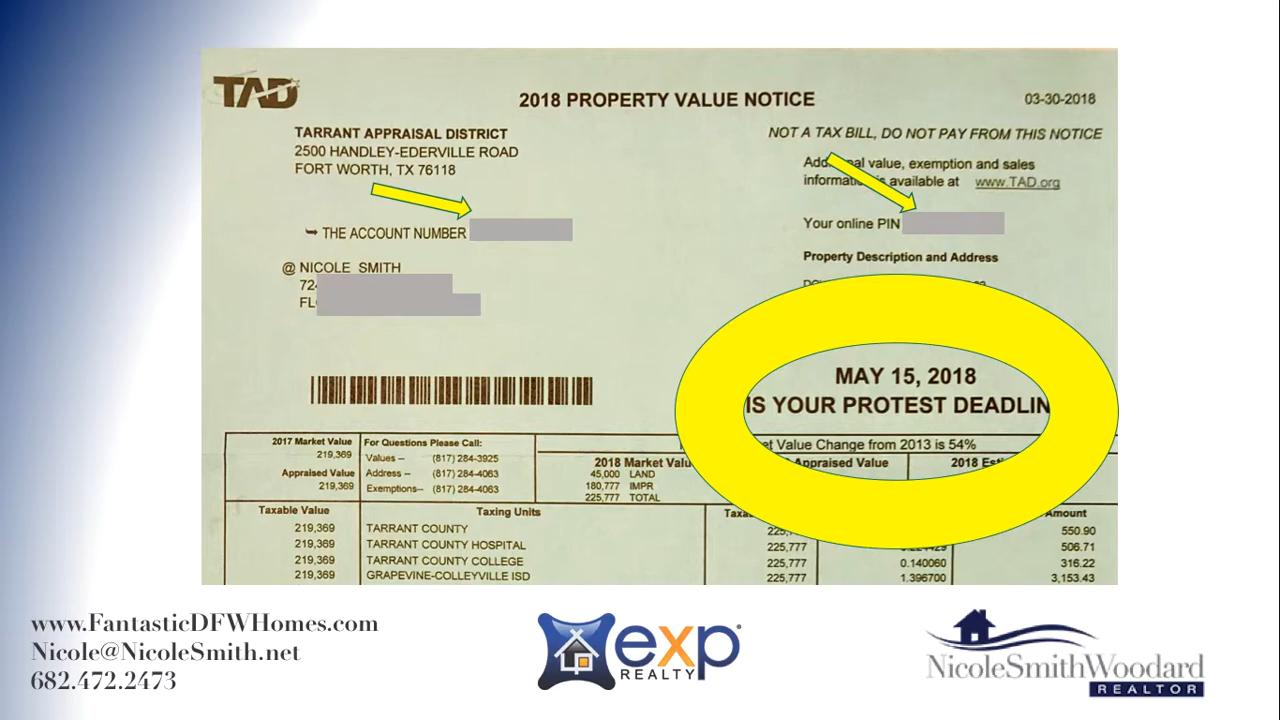 TAD
2018 PROPERTY VALUE NOTICE
03-30-2018
TARRANT APPRAISAL DISTRICT
2500 HANDLEY-EDERVILLE ROAD
FORT WORTH, TX 76118
NOT A TAX BILL, DO NOT PAY FROM THIS NOTICE
value, exemption and sales
available at www.TAD.org
THE ACCOUNT NUMBER
Your online PIN
@ NICOLE SMITH
72
FL
Property Description and Address
MAY 15, 2018
IS YOUR PROTEST DEADLIN
Value Change from 2013 is 54%
2017 Market Value
219,369
Appraised Value
219,369
For Questions Please Call:
Values – (817) 284-3925
Address – (817) 284-4063
Exemptions– (817) 284-4063
2018 Market
45,000 LAND
180,777 IMPR
225,777 TOTAL
Appraised Value
2018
Taxable Value
Taxing Units
Amount
219,369 TARRANT COUNTY 550.90
219,369 TARRANT COUNTY HOSPITAL 225,777 506.71
219,369 TARRANT COUNTY COLLEGE 225,777 0.140060 316.22
219,369 GRAPEVINE-COLLEYVILLE ISD 225,777 1.396700 3,153.43
www.FantasticDFWHomes.com
Nicole@NicoleSmith.net
682.472.2473
exp®
REALTY
NicoleSmithWoodard
REALTOR